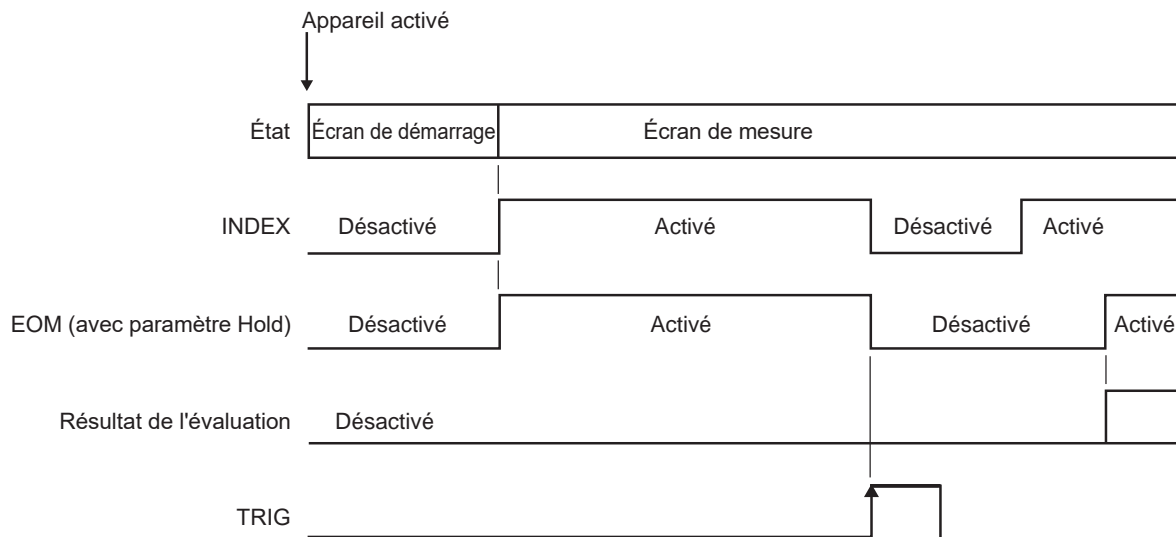 Appareil activé
État
Écran de démarrage
Écran de mesure
INDEX
Désactivé
Activé
Désactivé
Activé
EOM (avec paramètre Hold)
Désactivé
Activé
Désactivé
Activé
Résultat de l'évaluation
Désactivé
TRIG